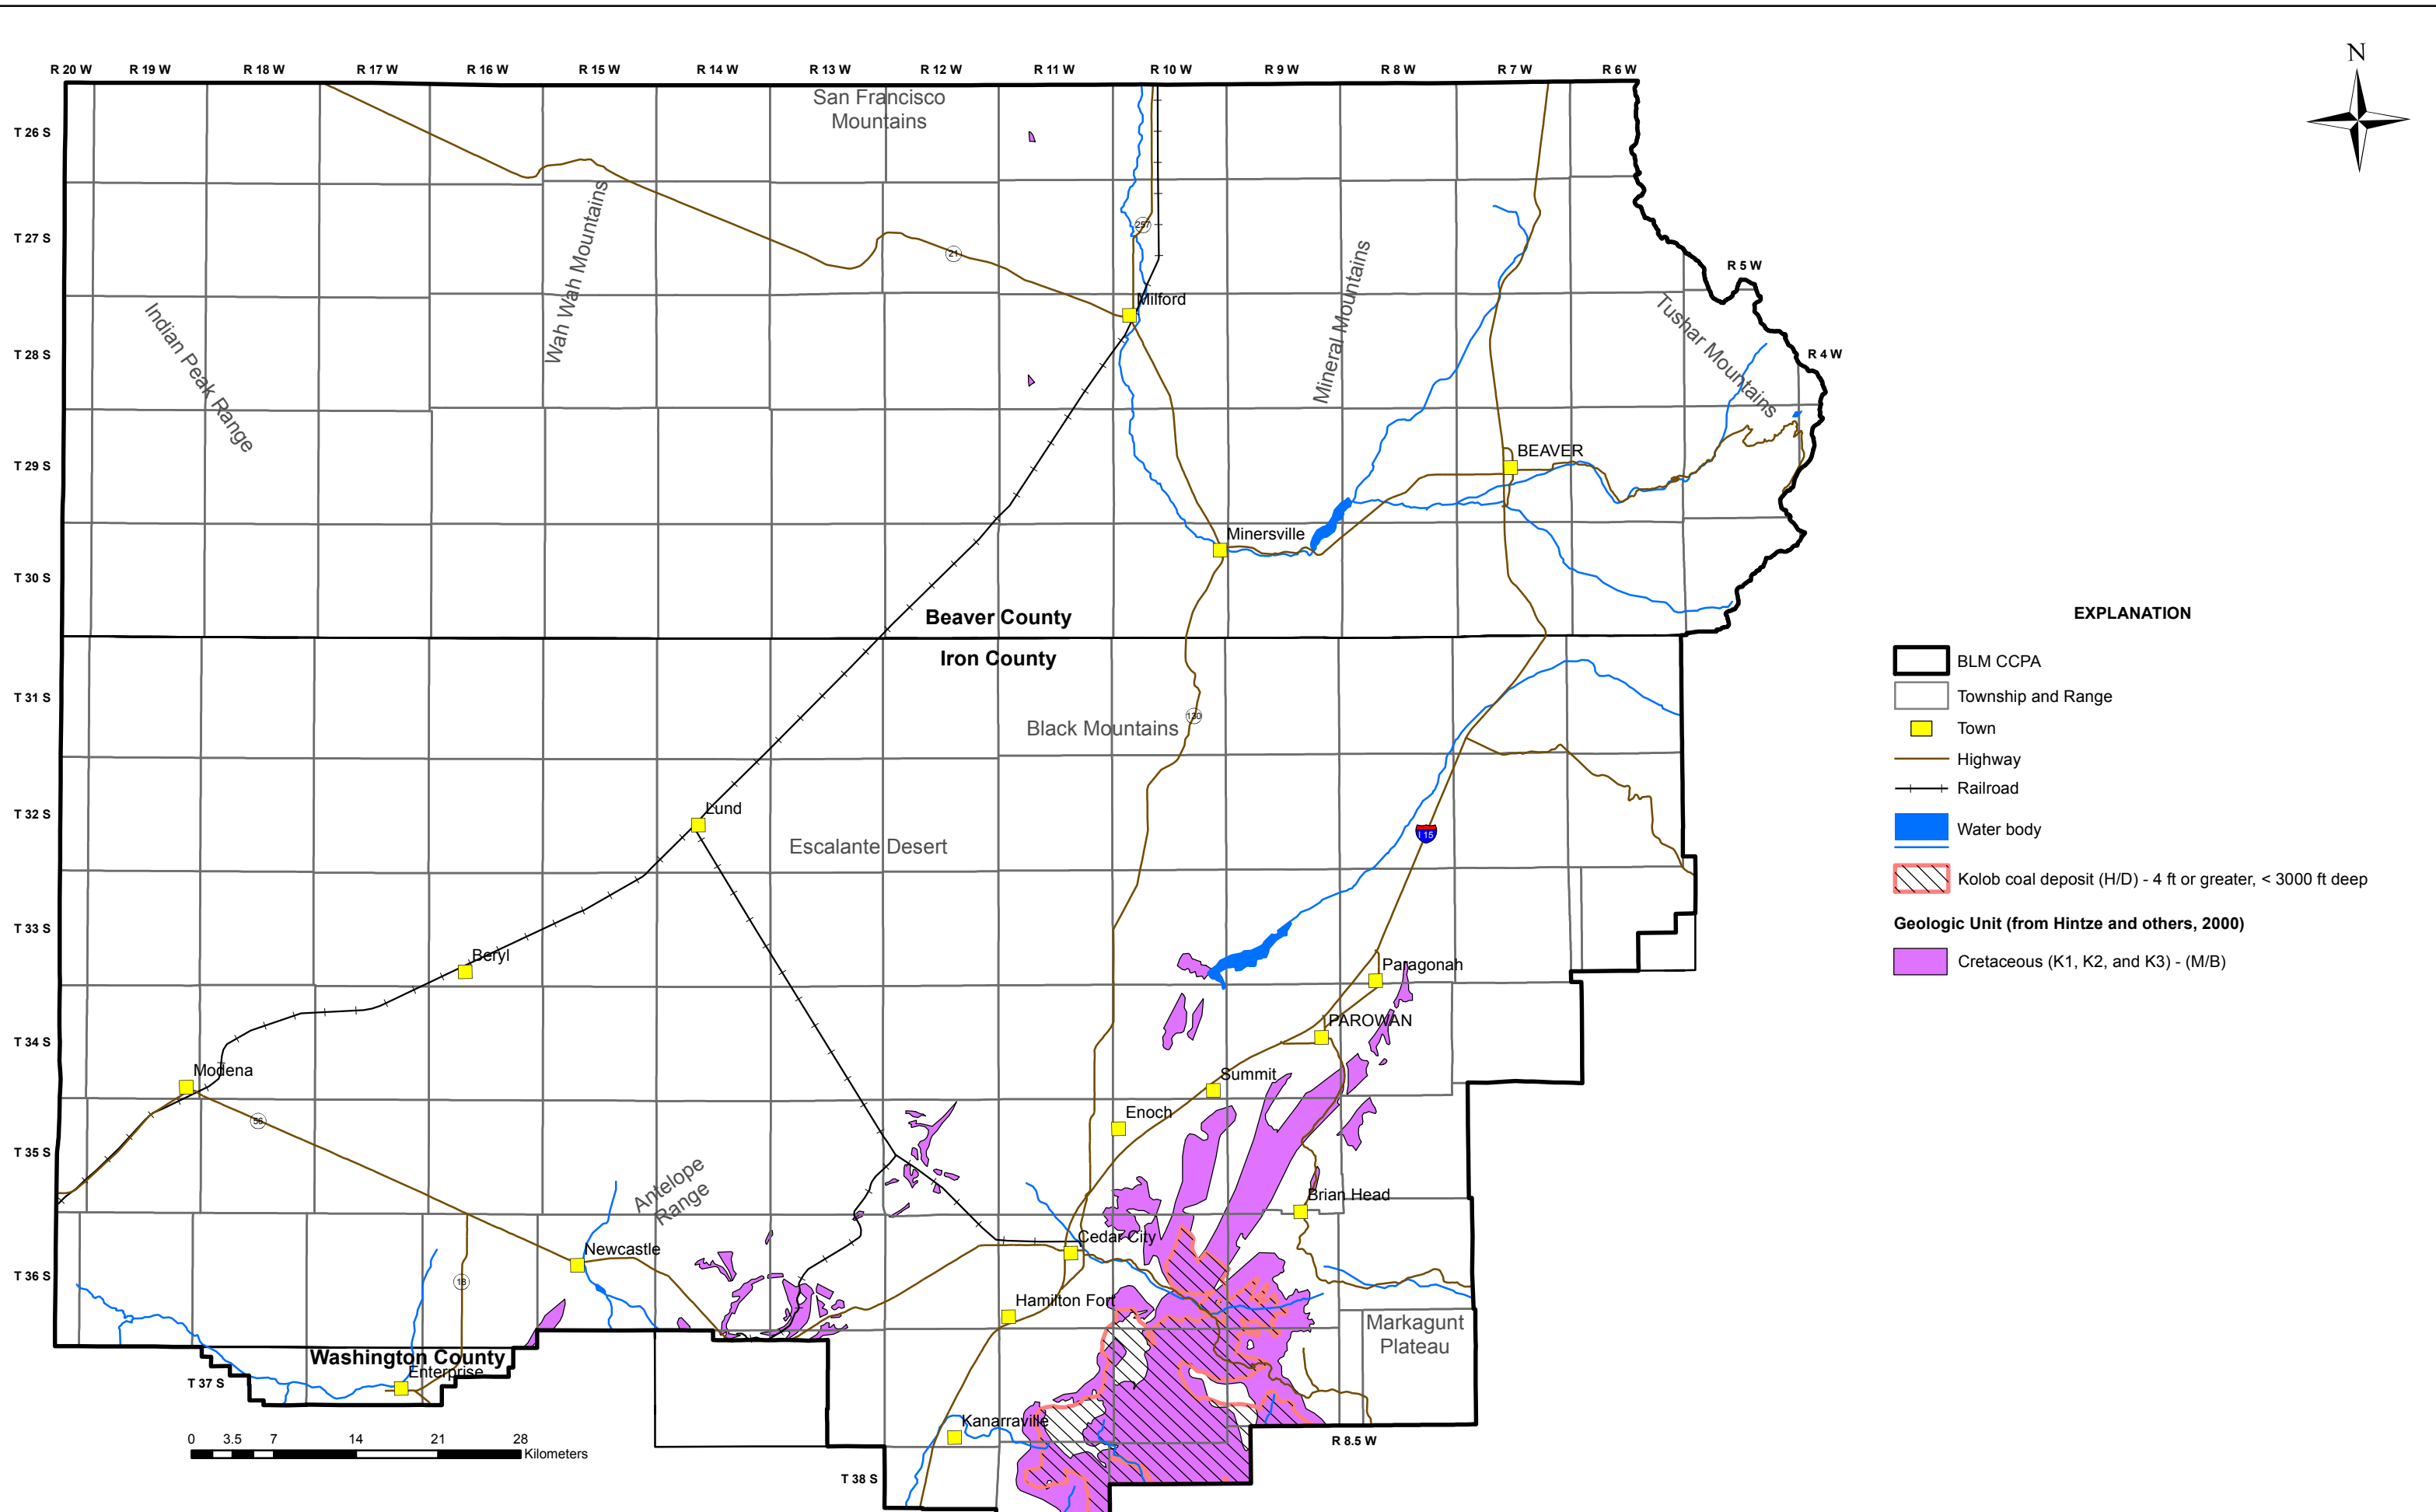 N
R 20 W R 19 W R 18 W R 17 W R 16 W R 15 W R 14 W R 13 W R 12 W R 11 W R 10 W R 9 W R 8 W R 7 W R 6 W
San Francisco
Mountains
T 26 S
T 27 S
257
21
Wah Wah Mountains
Mineral Mountains
R 5 W
Milford
Indian Peak Range
Tushar Mountains
T 28 S
R 4 W
BEAVER
T 29 S
Minersville
T 30 S
Beaver County
Iron County
T 31 S
130
Black Mountains
Lund
T 32 S
I 15
Escalante Desert
T 33 S
Beryl
Paragonah
PAROWAN
T 34 S
Modena
Summit
Enoch
56
T 35 S
Antelope
Range
Brian Head
Cedar City
Newcastle
T 36 S
18
Hamilton Fort
Markagunt
Plateau
Washington County
Enterprise
T 37 S
Kanarraville
R 8.5 W
T 38 S
0 3.5 7 14 21 28
Kilometers
EXPLANATION
BLM CCPA
Township and Range
Town
Highway
Railroad
Water body
Kolob coal deposit (H/D) - 4 ft or greater, < 3000 ft deep
Geologic Unit (from Hintze and others, 2000)
Cretaceous (K1, K2, and K3) - (M/B)